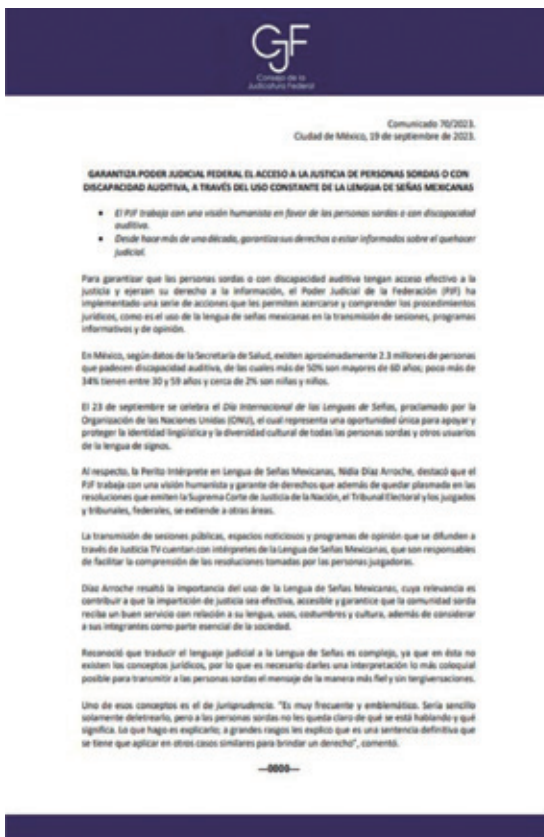 CJF
Consejo de la
Judicatura Federal
Comunicado 70/2023.
Ciudad de México, 19 de septiembre de 2023.
GARANTIZA PODER JUDICIAL FEDERAL EL ACCESO A LA JUSTICIA DE PERSONAS SORDAS O CON
DISCAPACIDAD AUDITIVA, A TRAVÉS DEL USO CONSTANTE DE LA LENGUA DE SEÑAS MEXICANAS
• El PJF trabaja con una visión humanista en favor de las personas sordas o con discapacidad
auditiva.
• Desde hace más de una década, garantiza sus derechos a estar informados sobre el quehacer
judicial.
Para garantizar que las personas sordas o con discapacidad auditiva tengan acceso efectivo a la
justicia y ejerzan su derecho a la información, el Poder Judicial de la Federación (PJF) ha
implementado una serie de acciones que les permiten acercarse y comprender los procedimientos
jurídicos, como es el uso de la lengua de señas mexicanas en la transmisión de sesiones, programas
informativos y de opinión.
En México, según datos de la Secretaría de Salud, existen aproximadamente 2.3 millones de personas
que padecen discapacidad auditiva, de las cuales más de 50% son mayores de 60 años; poco más de
34% tienen entre 30 y 59 años y cerca de 2% son niñas y niños.
El 23 de septiembre se celebra el Día Internacional de las Lenguas de Señas, proclamado por la
Organización de las Naciones Unidas (ONU), el cual representa una oportunidad única para apoyar y
proteger la identidad lingüística y la diversidad cultural de todas las personas sordas y otros usuarios
de la lengua de signos.
Al respecto, la Perito Intérprete en Lengua de Señas Mexicanas, Nidia Díaz Arroche, destacó que el
PJF trabaja con una visión humanista y garante de derechos que además de quedar plasmada en las
resoluciones que emiten la Suprema Corte de Justicia de la Nación, el Tribunal Electoral y los juzgados
y tribunales, federales, se extiende a otros áreas.
La transmisión de sesiones públicas, espacios noticiosos y programas de opinión que se difunden a
través de Justicia TV cuentan con intérpretes de la Lengua de Señas Mexicanas, que son responsables
de facilitar la comprensión de las resoluciones tomadas por las personas juzgadoras.
Díaz Arroche resaltó la importancia del uso de la Lengua de Señas Mexicanas, cuya relevancia es
contribuir a que la impartición de justicia sea efectiva, accesible y garantice que la comunidad sorda
reciba un buen servicio con relación a su lengua, usos, costumbres y cultura, además de considerar
a sus integrantes como parte esencial de la sociedad.
Reconoció que traducir el lenguaje judicial a la Lengua de Señas es complejo, ya que en ésta no
existen los conceptos jurídicos, por lo que es necesario darles una interpretación lo más coloquial
posible para transmitir a las personas sordas el mensaje de la manera más fiel y sin tergiversaciones.
Uno de esos conceptos es el de jurisprudencia. "Es muy frecuente y emblemático. Sería sencillo
solamente deletrearlo, pero a las personas sordas no les queda claro de qué se está hablando y qué
significa. Lo que hago es explicarlo; a grandes rasgos les explico que es una sentencia definitiva que
se tiene que aplicar en otros casos similares para brindar un derecho", comentó.
---0000---